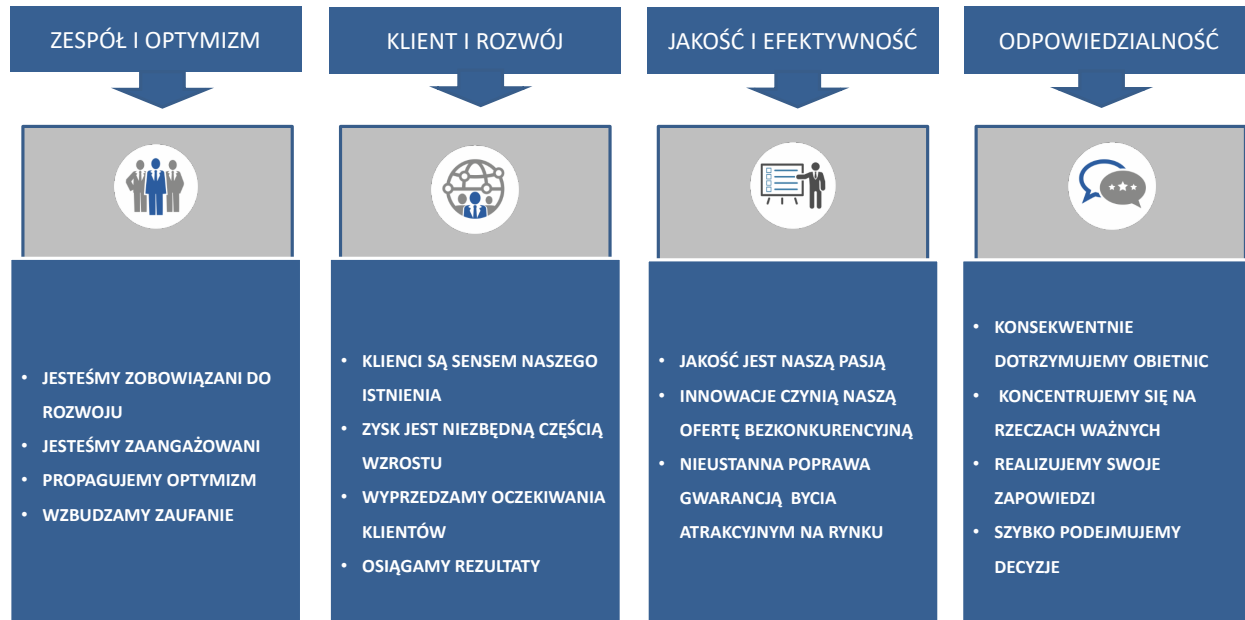 ZESPÓŁ I OPTYMIZM
• JESTEŚMY ZOBOWIĄZANI DO
ROZWOJU
• JESTEŚMY ZAANGAŻOWANI
• PROPAGUJEMY OPTYMIZM
• WZBUDZAMY ZAUFANIE
KLIENT I ROZWÓJ
• KLIENCI SĄ SENSEM NASZEGO
ISTNIENIA
• ZYSK JEST NIEZBĘDNĄ CZĘŚCIĄ
WZROSTU
• WYPRZEDZAMY OCZEKIWANIA
KLIENTÓW
• OSIĄGAMY REZULTATY
JAKOŚĆ I EFEKTYWNOŚĆ
• JAKOŚĆ JEST NASZĄ PASJĄ
• INNOWACJE CZYNIĄ NASZĄ
OFERTĘ BEZKONKURENCYJNĄ
• NIEUSTANNA POPRAWA
GWARANCJĄ BYCIA
ATRAKCYJNYM NA RYNKU
ODPOWIEDZIALNOŚĆ
• KONSEKWENTNIE
DOTRZYMUJEMY OBIETNIC
• KONCENTRUJEMY SIĘ NA
RZECZACH WAŻNYCH
• REALIZUJEMY SWOJE
ZAPOWIEDZI
• SZYBKO PODEJMUJEMY
DECYZJE